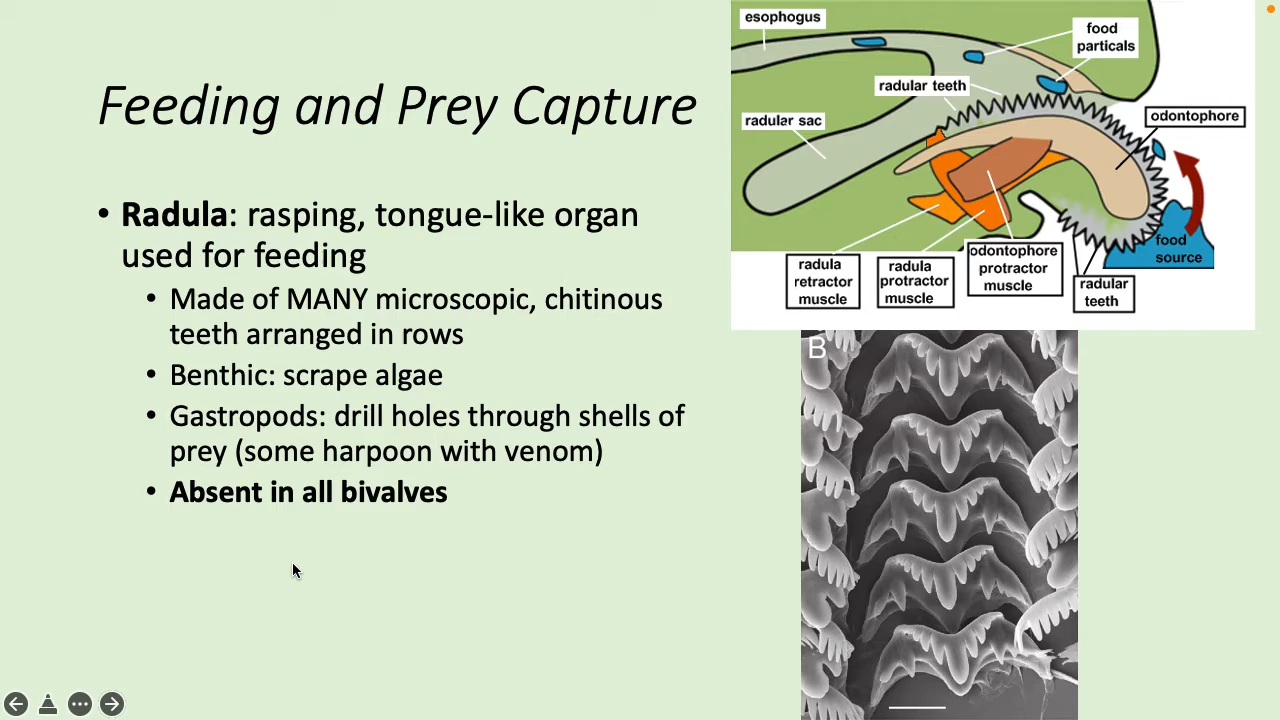 Feeding and Prey Capture
• Radula: rasping, tongue-like organ
used for feeding
• Made of MANY microscopic, chitinous
teeth arranged in rows
• Benthic: scrape algae
• Gastropods: drill holes through shells of
prey (some harpoon with venom)
• Absent in all bivalves
esophogus
food
particals
radular teeth
radular sac
odontophore
food
source
radula
retractor
muscle
radula
protractor
muscle
odontophore
protractor
muscle
radular
teeth
B